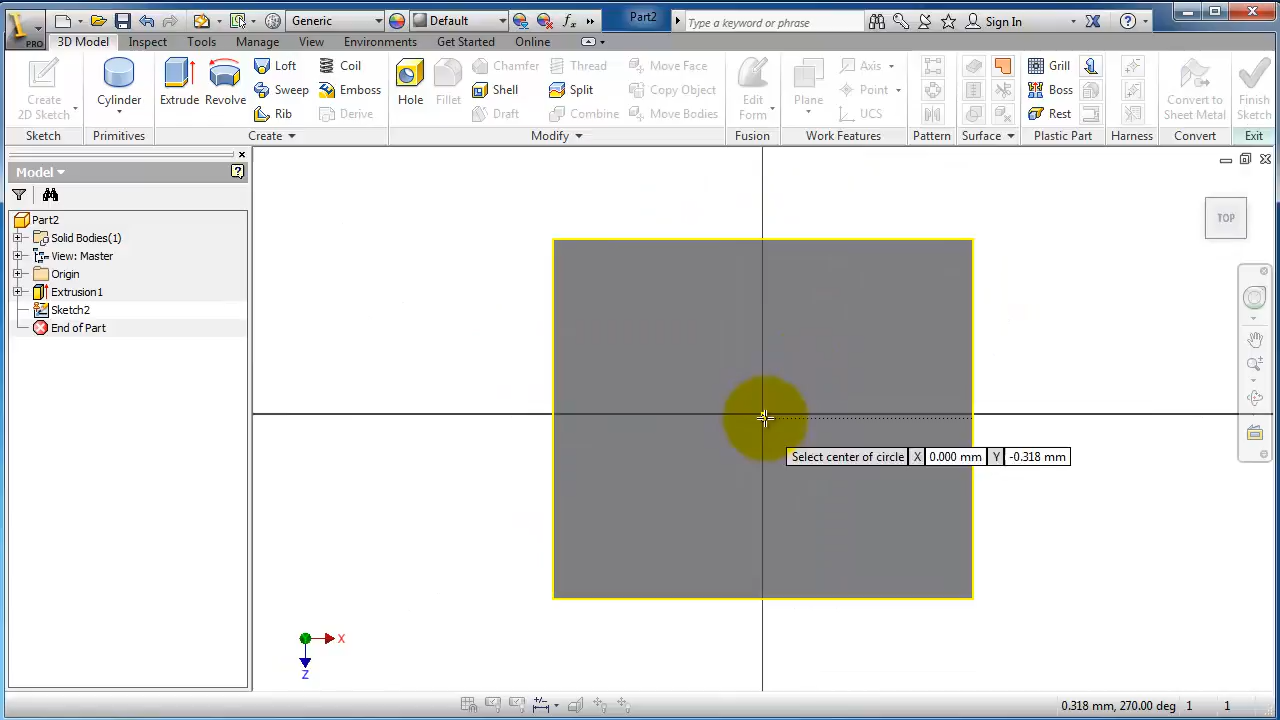 Generic Default Part2 Type a keyword or phrase Sign In
PRO 3D Model Inspect Tools Manage View Environments Get Started Online
Create 2D Sketch Cylinder Extrude Revolve Loft Sweep Rib Coil Emboss Derive Hole Fillet Chamfer Shell Draft Thread Split Combine Move Face Copy Object Move Bodies Edit Form Plane Axis Point UCS Grill Boss Rest Convert to Sheet Metal Finish Sketch
Sketch Primitives Create Modify Fusion Work Features Pattern Surface Plastic Part Harness Convert Exit
Model
Part2
Solid Bodies(1)
View: Master
Origin
Extrusion1
Sketch2
End of Part
TOP
Select center of circle X 0.000 mm Y -0.318 mm
X
Z
0.318 mm, 270.00 deg 1 1